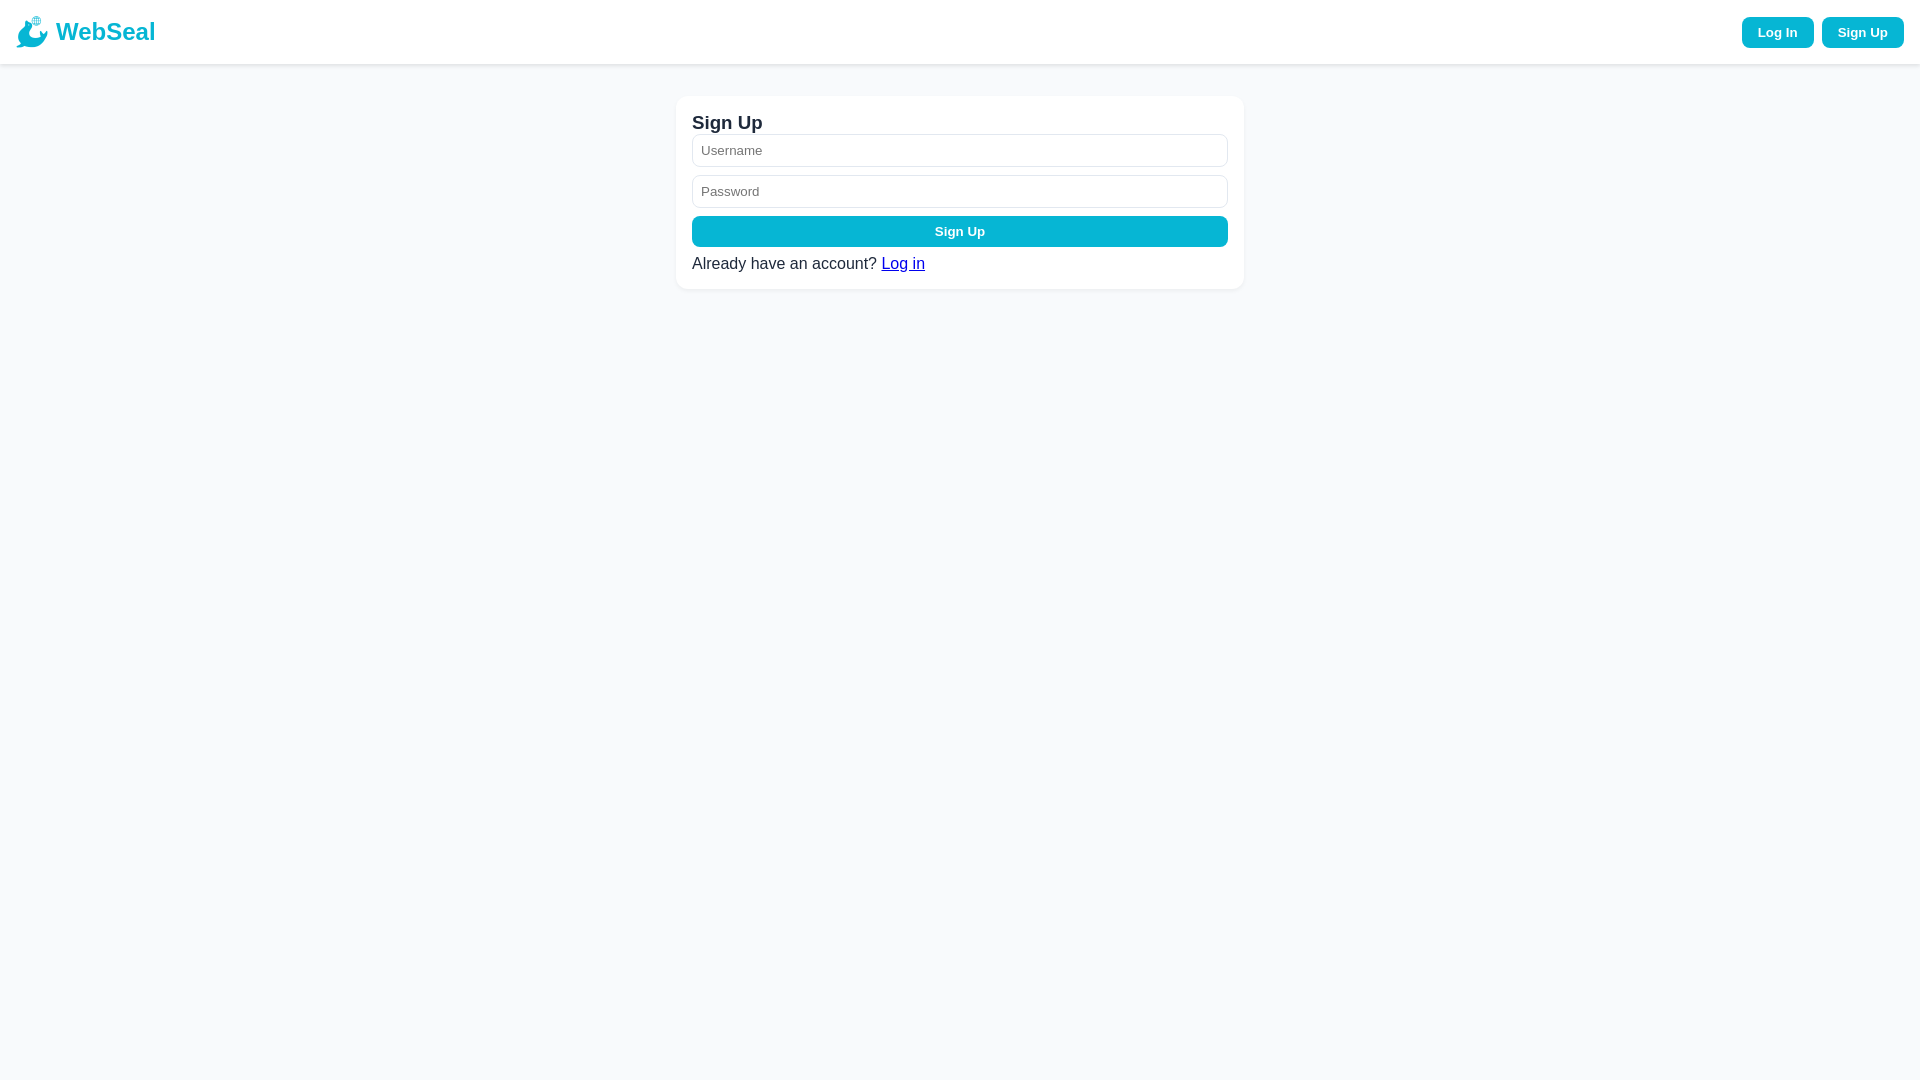 WebSeal
Log In
Sign Up
Sign Up
Username
Password
Sign Up
Already have an account? Log in